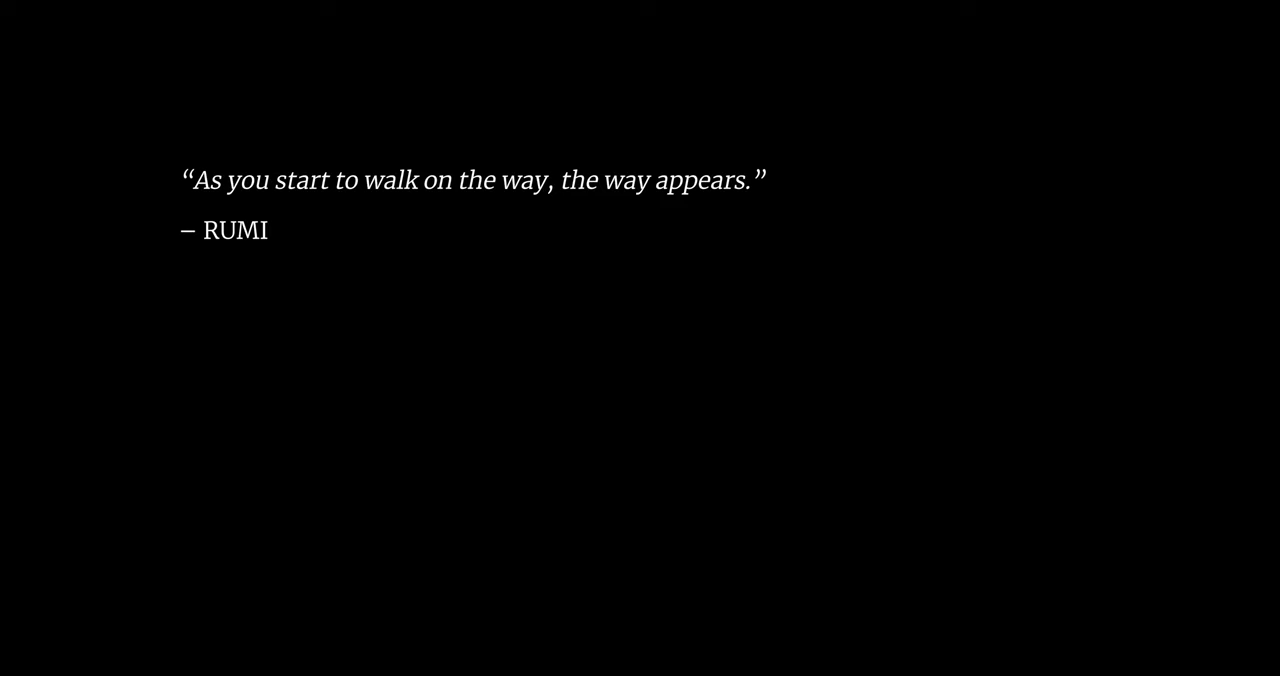 “As you start to walk on the way, the way appears.”
– RUMI